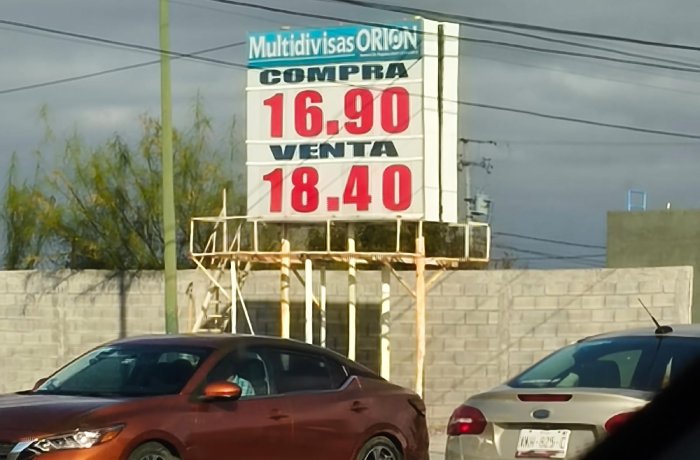 Multidivisas ORION
COMPRA
16.90
VENTA
18.40